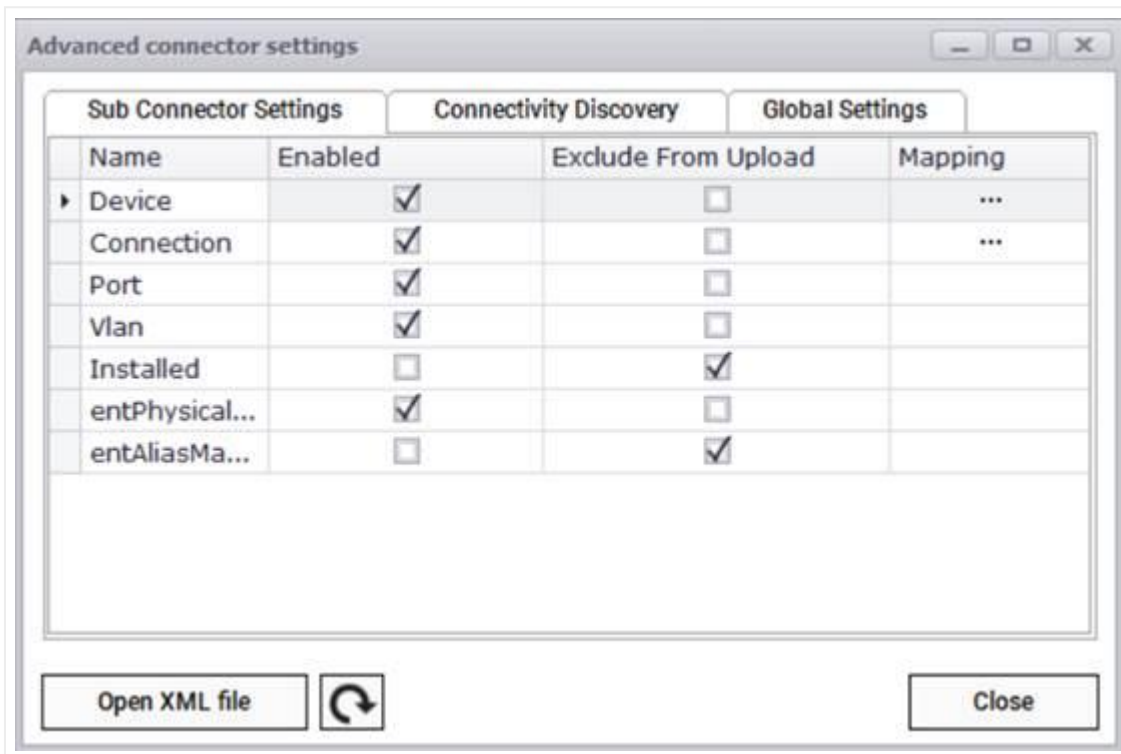 Advanced connector settings
Sub Connector Settings Connectivity Discovery Global Settings
Name Enabled Exclude From Upload Mapping
Device ...
Connection ...
Port
Vlan
Installed
entPhysical...
entAliasMa...
Open XML file Close